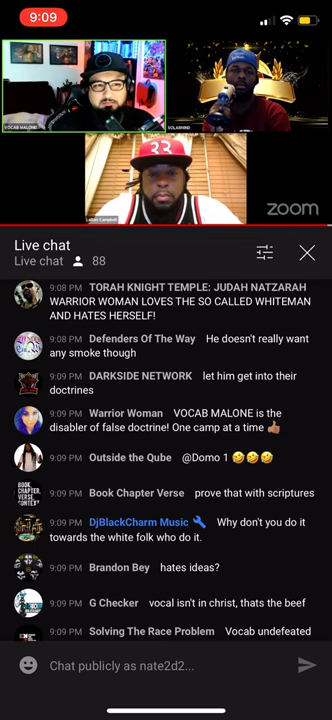 9:09
VOCAB MALONE
SOLARMIND
RR
Lamón Campbell
zoom
Live chat
Live chat 88
9:08 PM TORAH KNIGHT TEMPLE: JUDAH NATZARAH
WARRIOR WOMAN LOVES THE SO CALLED WHITEMAN
AND HATES HERSELF!
9:08 PM Defenders Of The Way He doesn't really want
any smoke though
9:09 PM DARKSIDE NETWORK let him get into their
doctrines
9:09 PM Warrior Woman VOCAB MALONE is the
disabler of false doctrine! One camp at a time 👍🏽
9:09 PM Outside the Qube @Domo 1 🤣🤣🤣
BOOK
CHAPTER,
VERSE
CONTEXT
9:09 PM Book Chapter Verse prove that with scriptures
9:09 PM DjBlackCharm Music Why don't you do it
towards the white folk who do it.
9:09 PM Brandon Bey hates ideas?
9:09 PM G Checker vocal isn't in christ, thats the beef
9:09 PM Solving The Race Problem Vocab undefeated
Chat publicly as nate2d2...